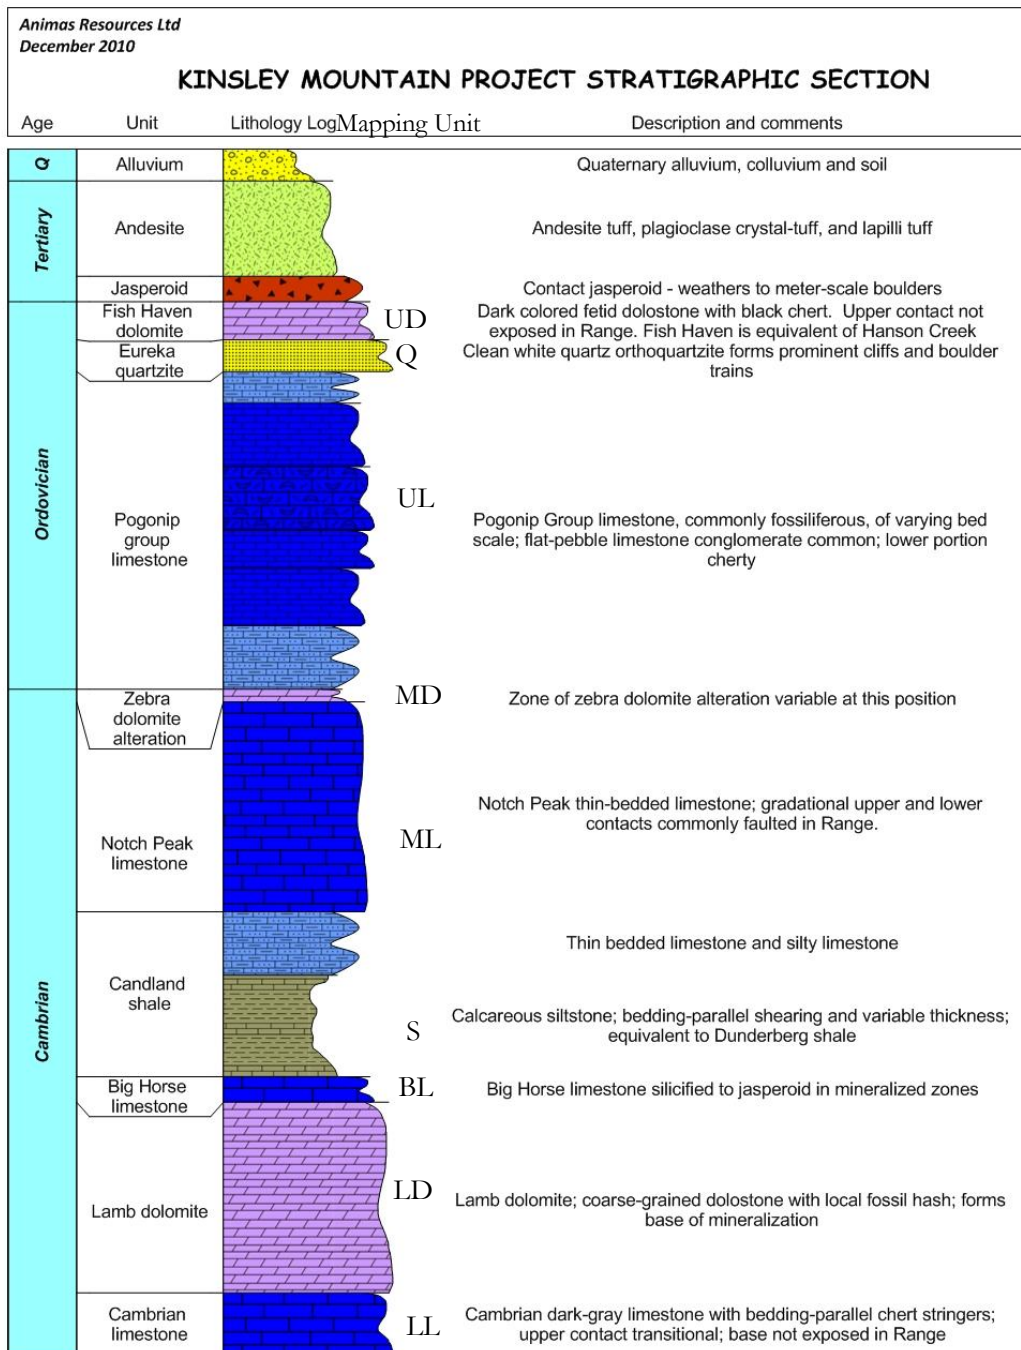 Animas Resources Ltd
December 2010
KINSLEY MOUNTAIN PROJECT STRATIGRAPHIC SECTION
Age Unit Lithology Log Mapping Unit Description and comments
Q
Alluvium
Quaternary alluvium, colluvium and soil
Tertiary
Andesite
Andesite tuff, plagioclase crystal-tuff, and lapilli tuff
Jasperoid
Contact jasperoid - weathers to meter-scale boulders
Ordovician
Fish Haven
dolomite
UD
Dark colored fetid dolostone with black chert. Upper contact not
exposed in Range. Fish Haven is equivalent of Hanson Creek
Eureka
quartzite
Q
Clean white quartz orthoquartzite forms prominent cliffs and boulder
trains
Pogonip
group
limestone
UL
Pogonip Group limestone, commonly fossiliferous, of varying bed
scale; flat-pebble limestone conglomerate common; lower portion
cherty
Cambrian
Zebra
dolomite
alteration
MD
Zone of zebra dolomite alteration variable at this position
Notch Peak
limestone
ML
Notch Peak thin-bedded limestone; gradational upper and lower
contacts commonly faulted in Range.
Candland
shale
Thin bedded limestone and silty limestone
S
Calcareous siltstone; bedding-parallel shearing and variable thickness;
equivalent to Dunderberg shale
Big Horse
limestone
BL
Big Horse limestone silicified to jasperoid in mineralized zones
Lamb dolomite
LD
Lamb dolomite; coarse-grained dolostone with local fossil hash; forms
base of mineralization
Cambrian
limestone
LL
Cambrian dark-gray limestone with bedding-parallel chert stringers;
upper contact transitional; base not exposed in Range